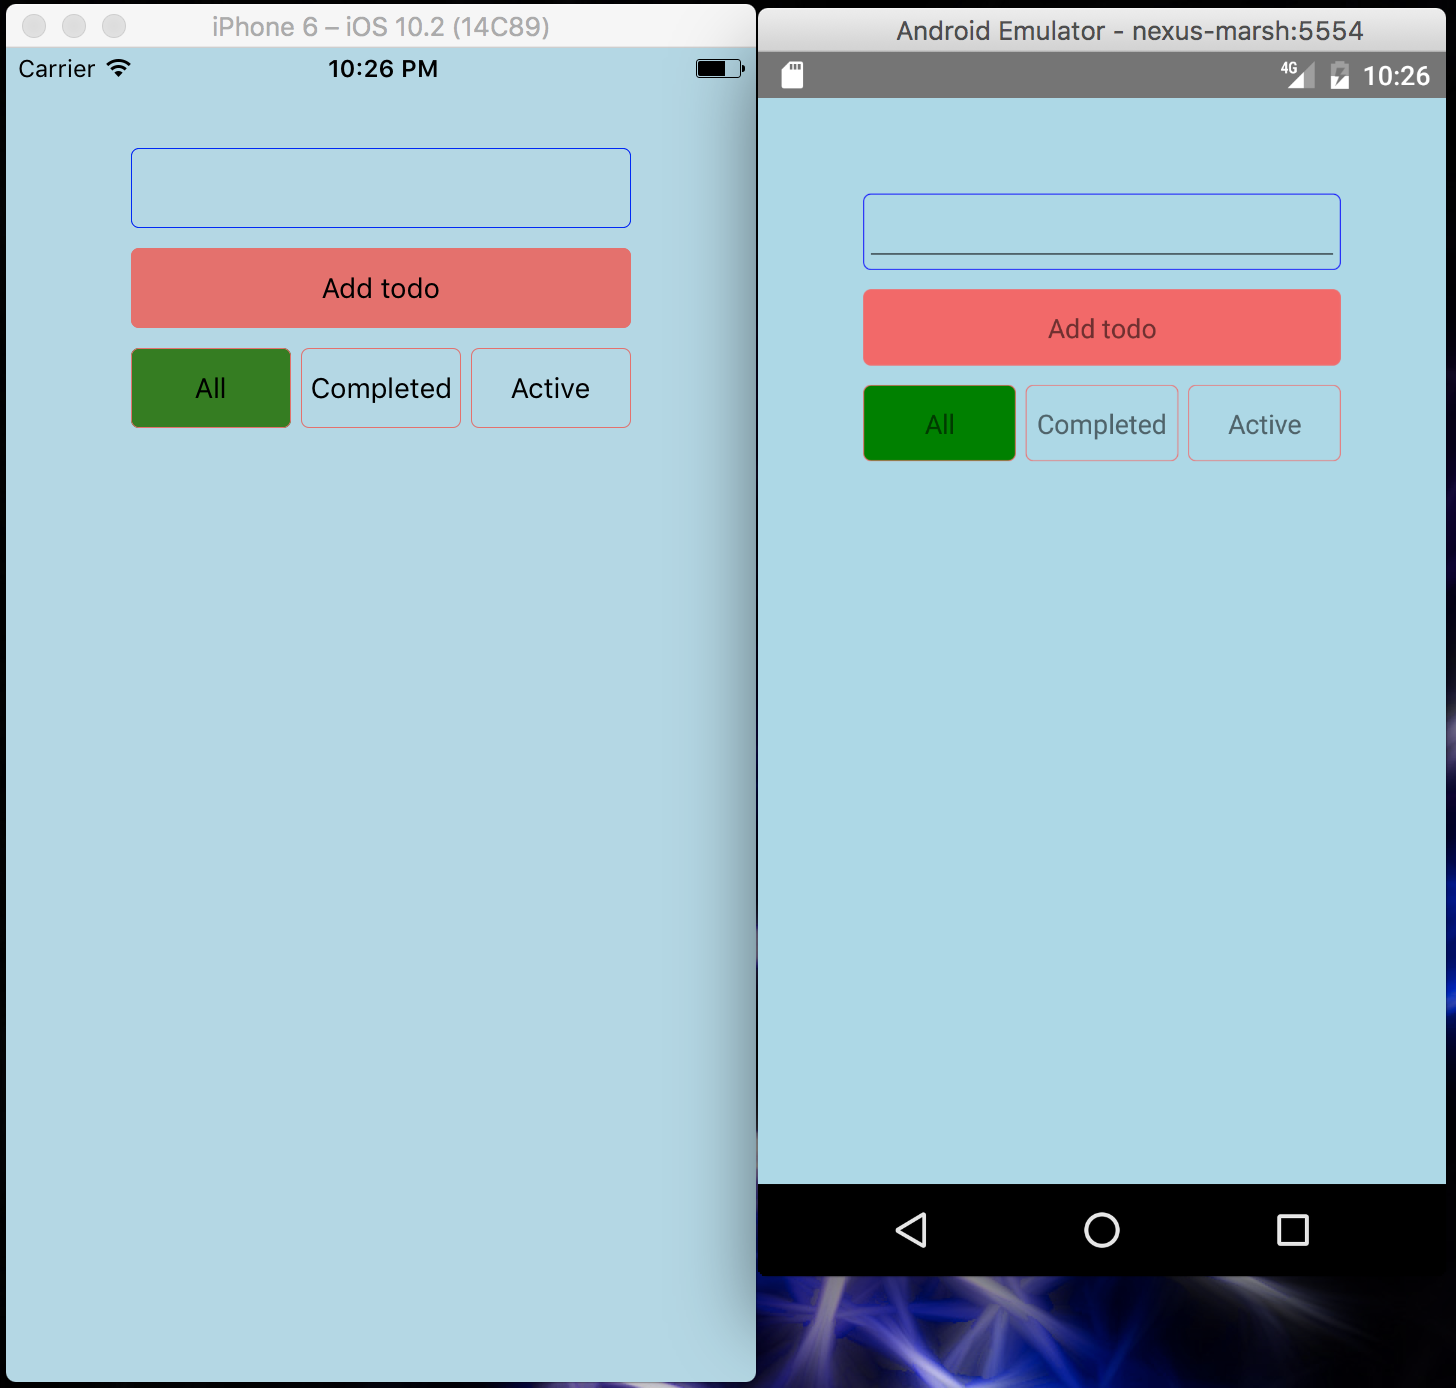 iPhone 6 – iOS 10.2 (14C89)
Carrier 10:26 PM
Add todo
All Completed Active
Android Emulator - nexus-marsh:5554
4G 10:26
Add todo
All Completed Active